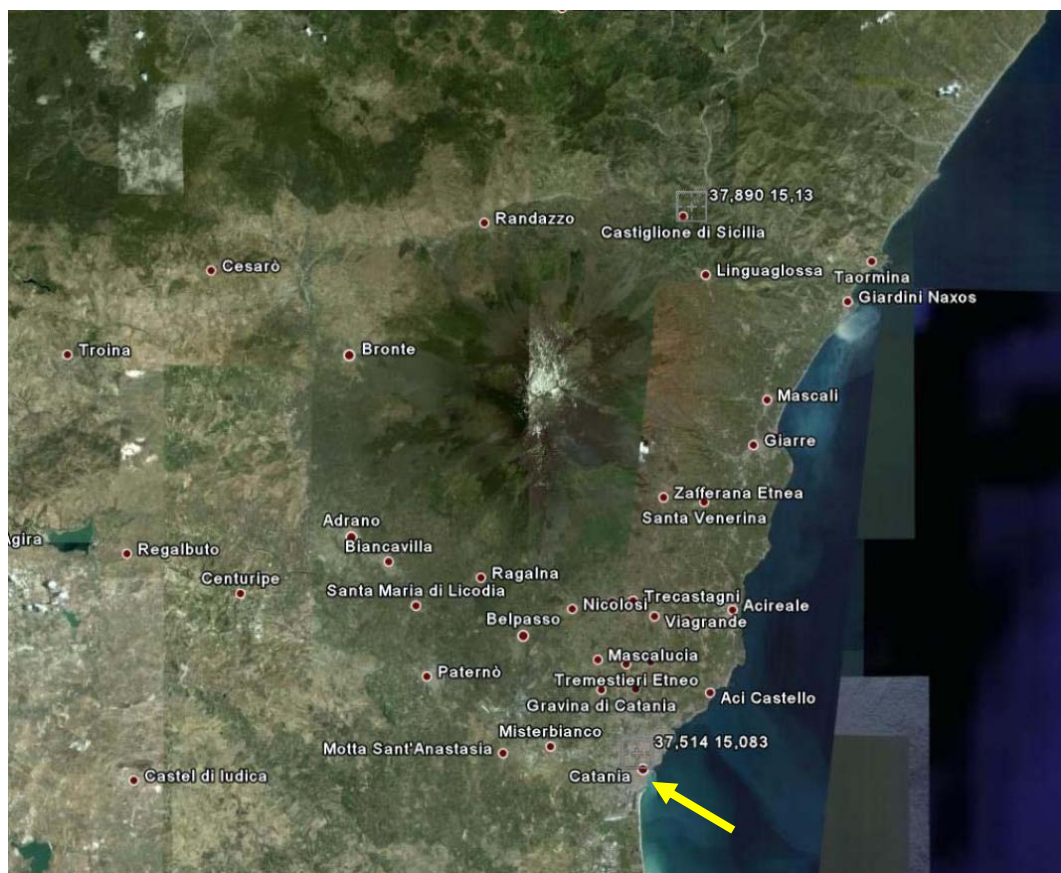 37,890 15,13
Randazzo
Castiglione di Sicilia
Cesarò
Linguaglossa
Taormina
Giardini Naxos
Troina
Bronte
Mascali
Giarre
Zafferana Etnea
Santa Venerina
Adrano
Agira
Biancavilla
Regalbuto
Ragalna
Centuripe
Santa Maria di Licodia
Trecastagni
Nicolosi
Acireale
Belpasso
Viagrande
Mascalucia
Paternò
Tremestieri Etneo
Aci Castello
Gravina di Catania
Misterbianco
37,514 15,083
Motta Sant'Anastasia
Castel di Iudica
Catania